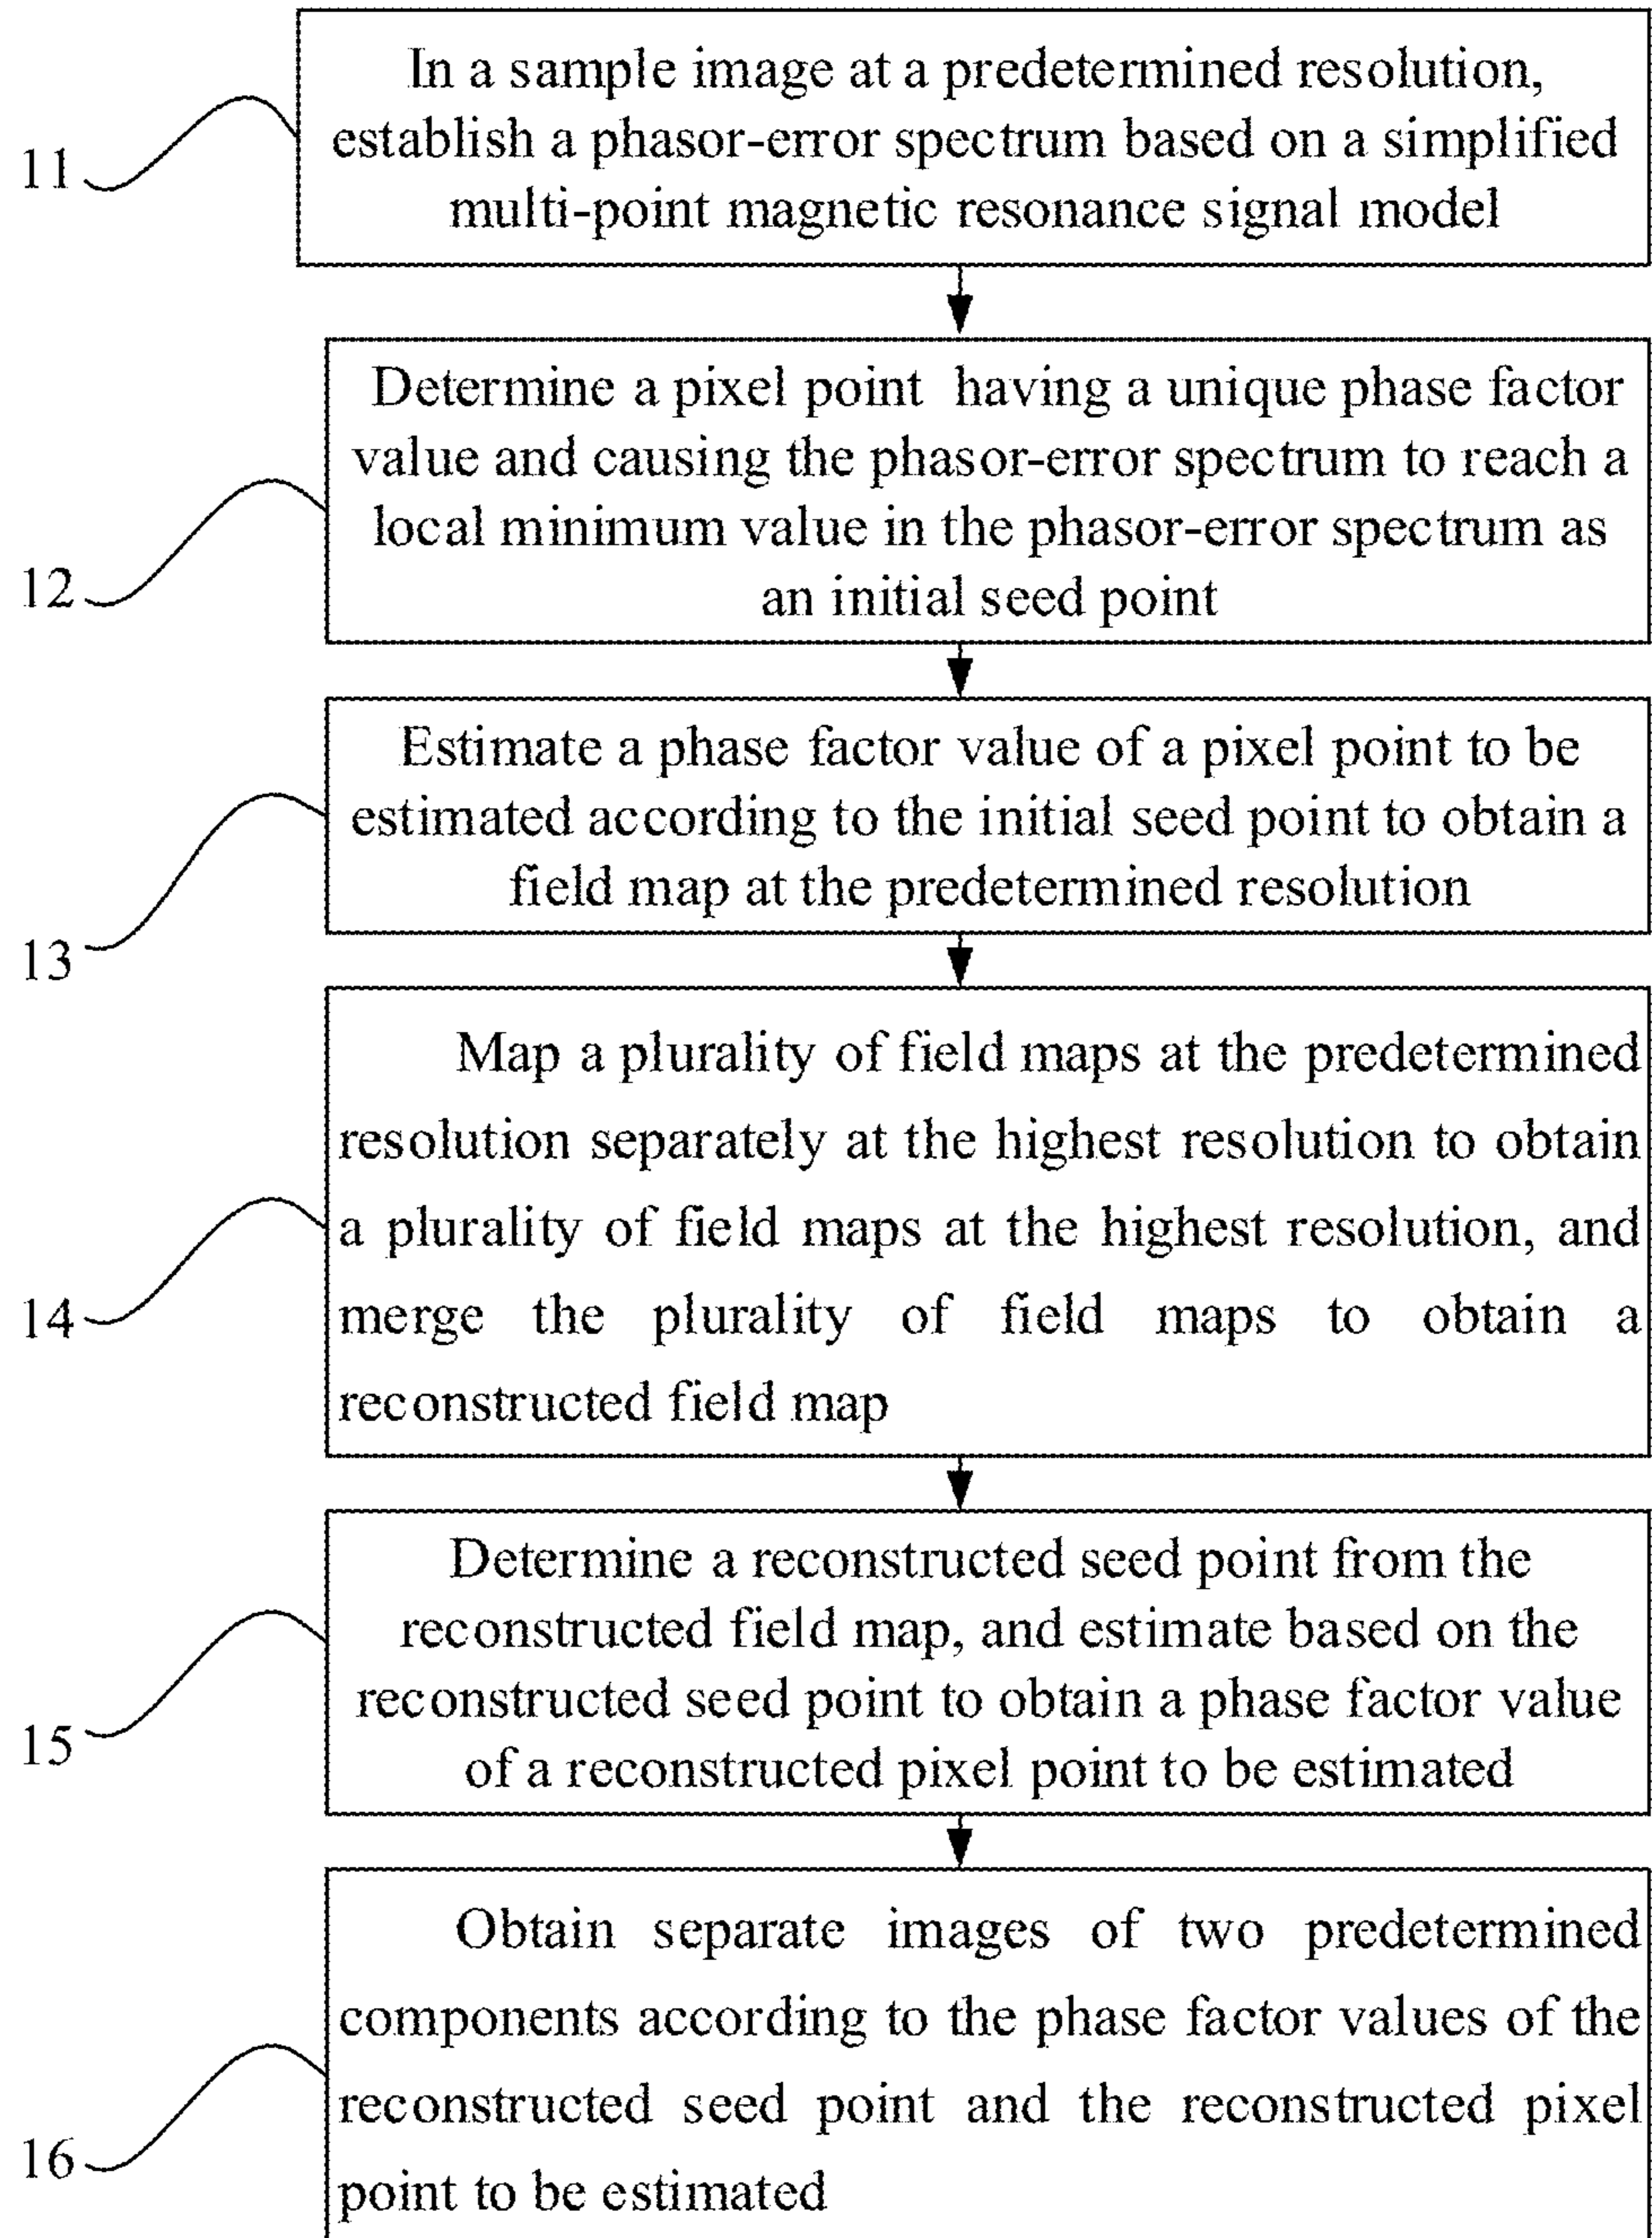 In a sample image at a predetermined resolution,
establish a phasor-error spectrum based on a simplified
multi-point magnetic resonance signal model
11
Determine a pixel point having a unique phase factor
value and causing the phasor-error spectrum to reach a
local minimum value in the phasor-error spectrum as
an initial seed point
12
Estimate a phase factor value of a pixel point to be
estimated according to the initial seed point to obtain a
field map at the predetermined resolution
13
Map a plurality of field maps at the predetermined
resolution separately at the highest resolution to obtain
a plurality of field maps at the highest resolution, and
merge the plurality of field maps to obtain a
reconstructed field map
14
Determine a reconstructed seed point from the
reconstructed field map, and estimate based on the
reconstructed seed point to obtain a phase factor value
of a reconstructed pixel point to be estimated
15
Obtain separate images of two predetermined
components according to the phase factor values of the
reconstructed seed point and the reconstructed pixel
point to be estimated
16